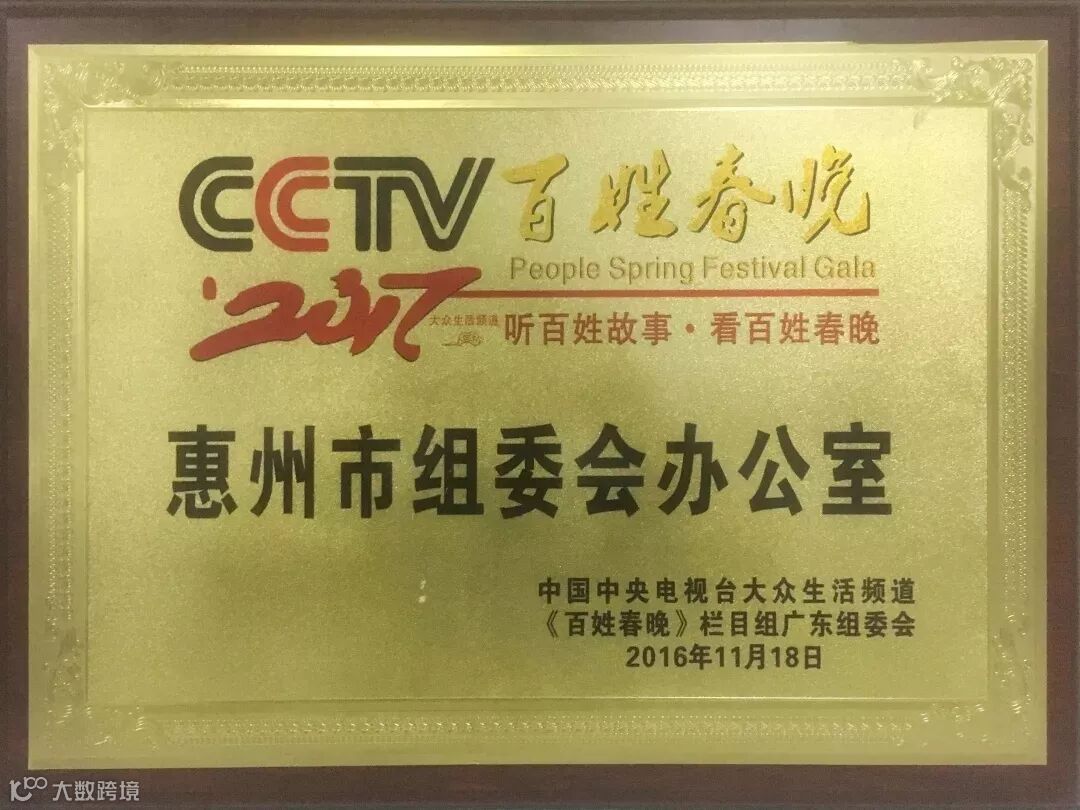 CCTV 百姓春晚
People Spring Festival Gala
'2017 大众生活频道 听百姓故事·看百姓春晚
惠州市组委会办公室
中国中央电视台大众生活频道
《百姓春晚》栏目组广东组委会
2016年11月18日
大数跨境